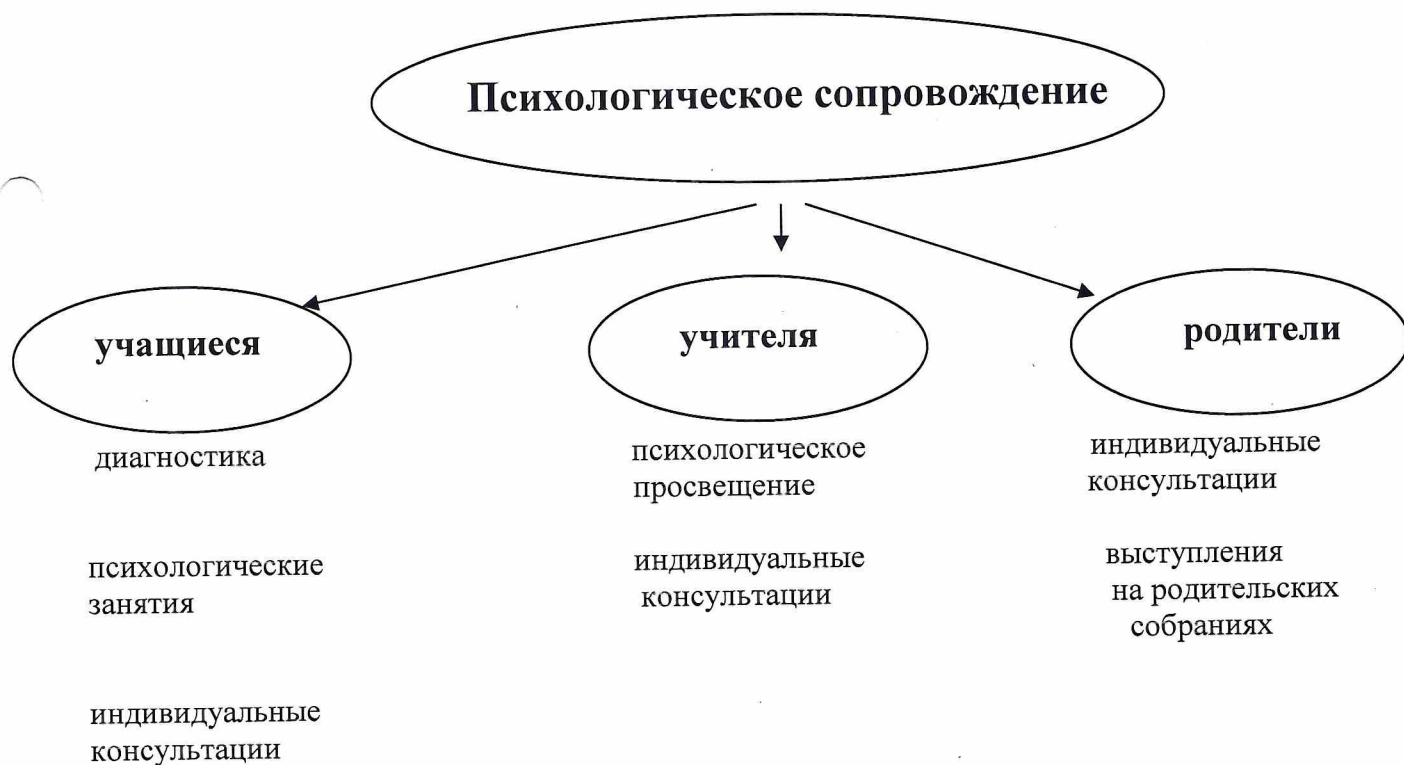 Психологическое сопровождение
учащиеся
диагностика
психологические
занятия
индивидуальные
консультации
учителя
психологическое
просвещение
индивидуальные
консультации
родители
индивидуальные
консультации
выступления
на родительских
собраниях